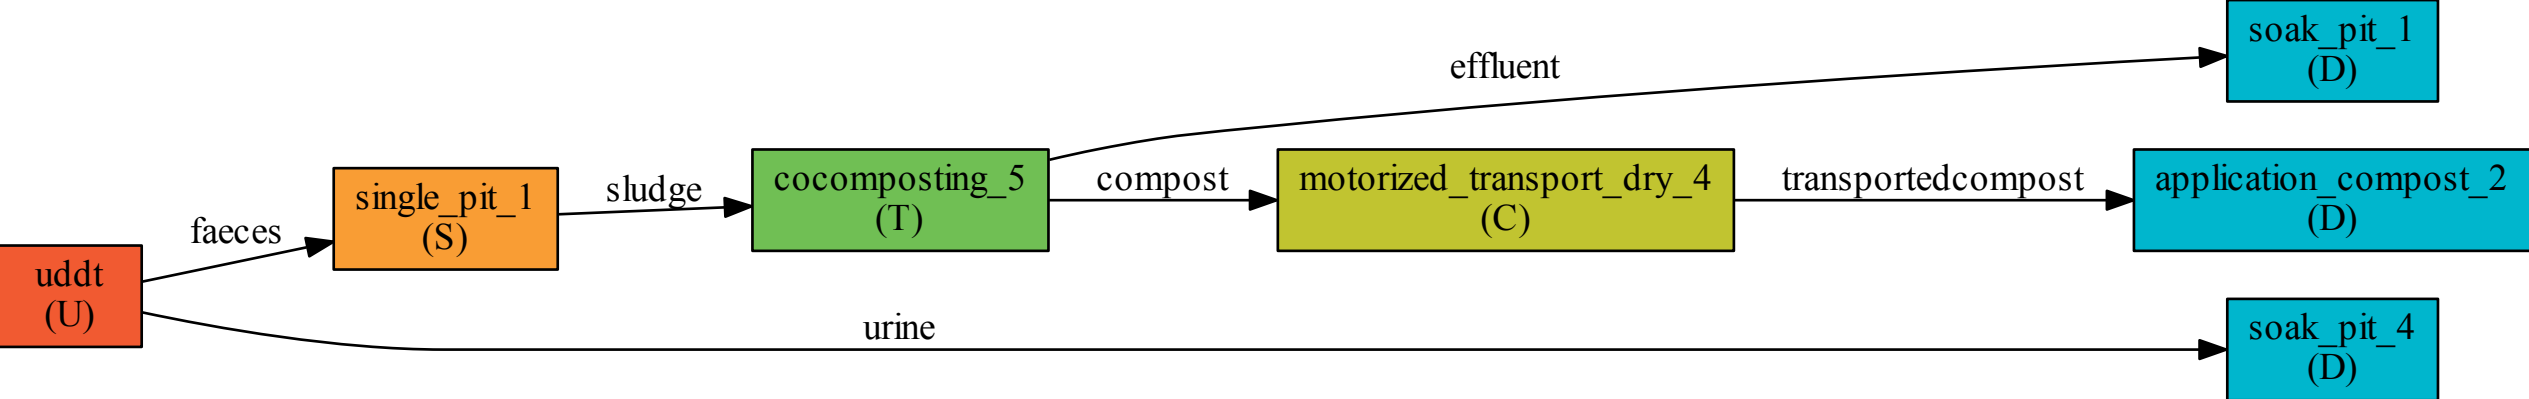 uddt
(U)
faeces
single_pit_1
(S)
sludge
cocomposting_5
(T)
effluent
soak_pit_1
(D)
compost
motorized_transport_dry_4
(C)
transportedcompost
application_compost_2
(D)
urine
soak_pit_4
(D)